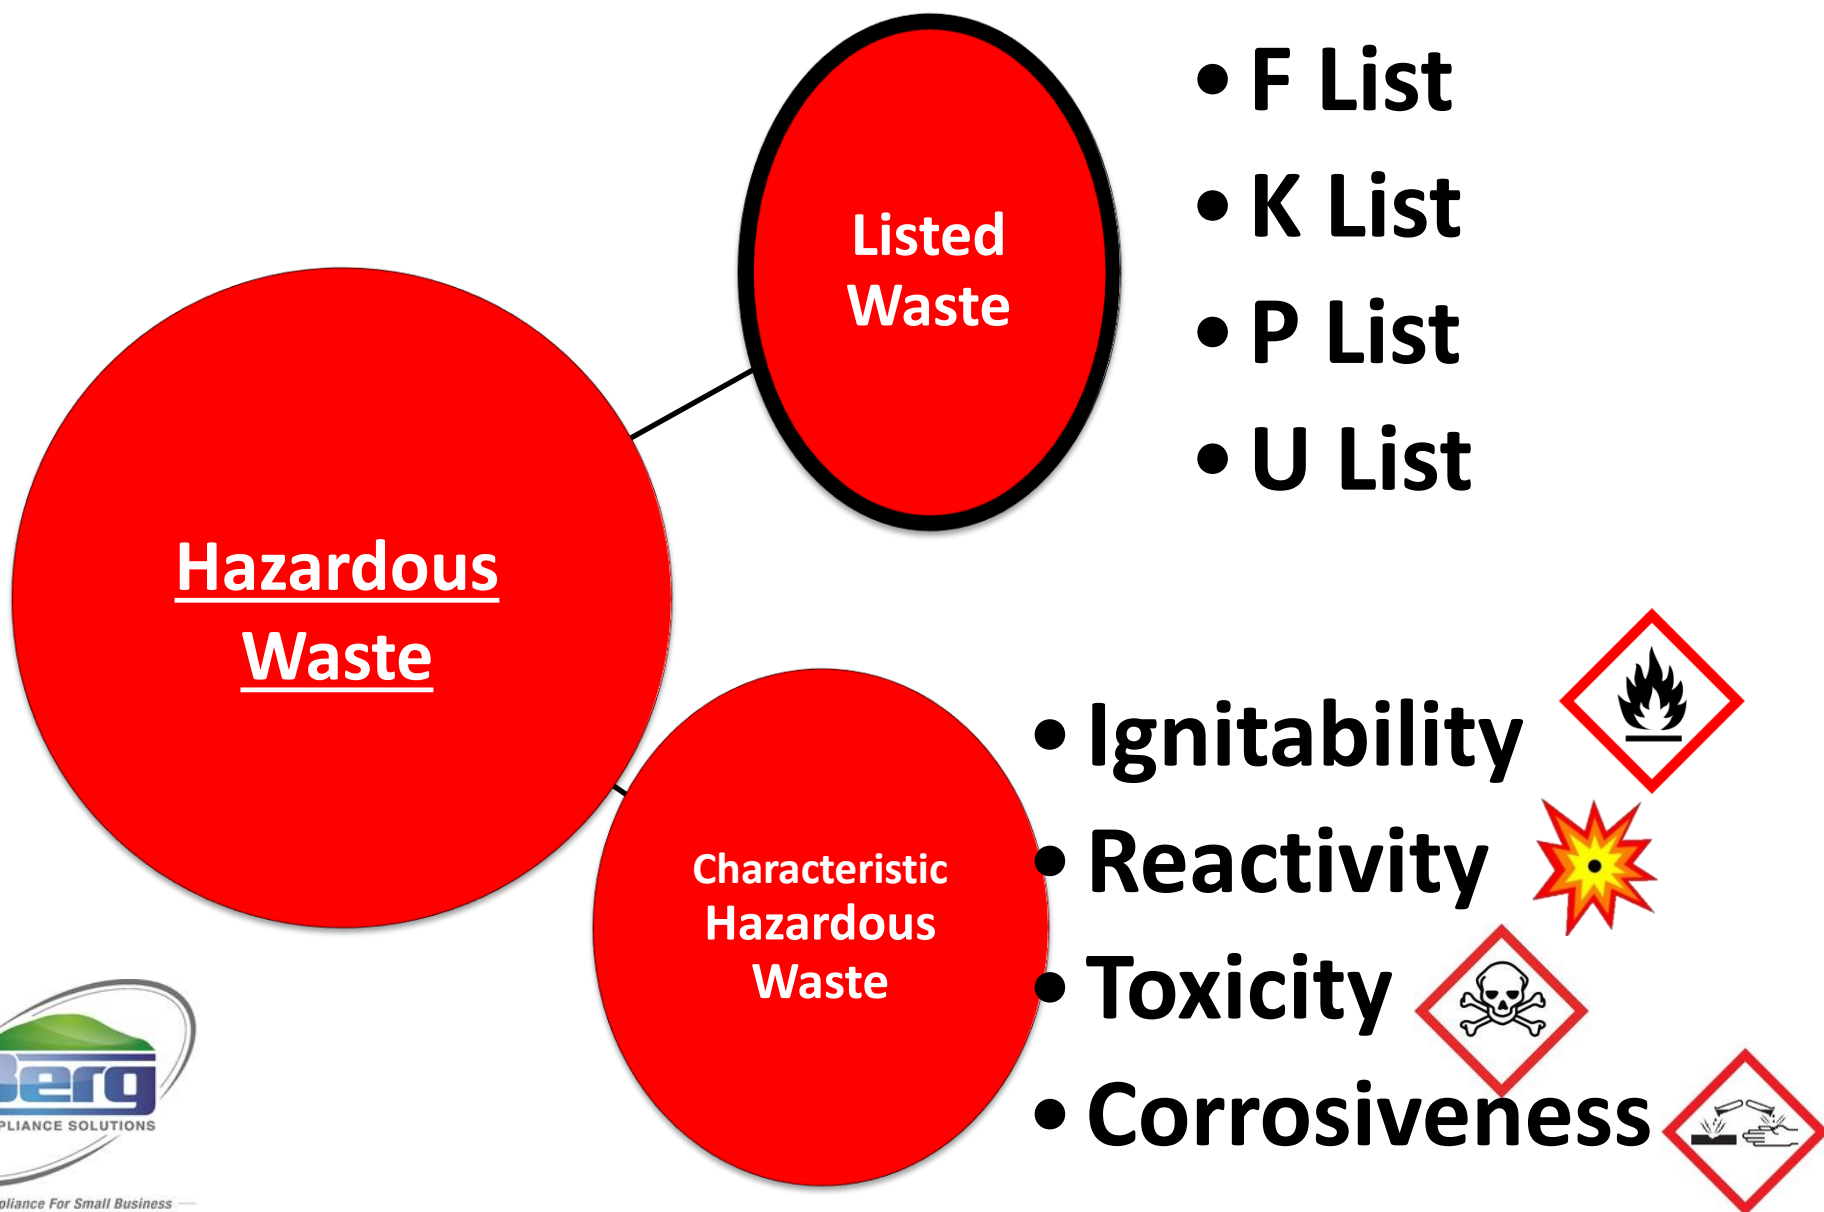 Hazardous
Waste
Listed
Waste
• F List
• K List
• P List
• U List
Characteristic
Hazardous
Waste
• Ignitability
• Reactivity
• Toxicity
• Corrosiveness
Berg
PLIANCE SOLUTIONS
pliance For Small Business